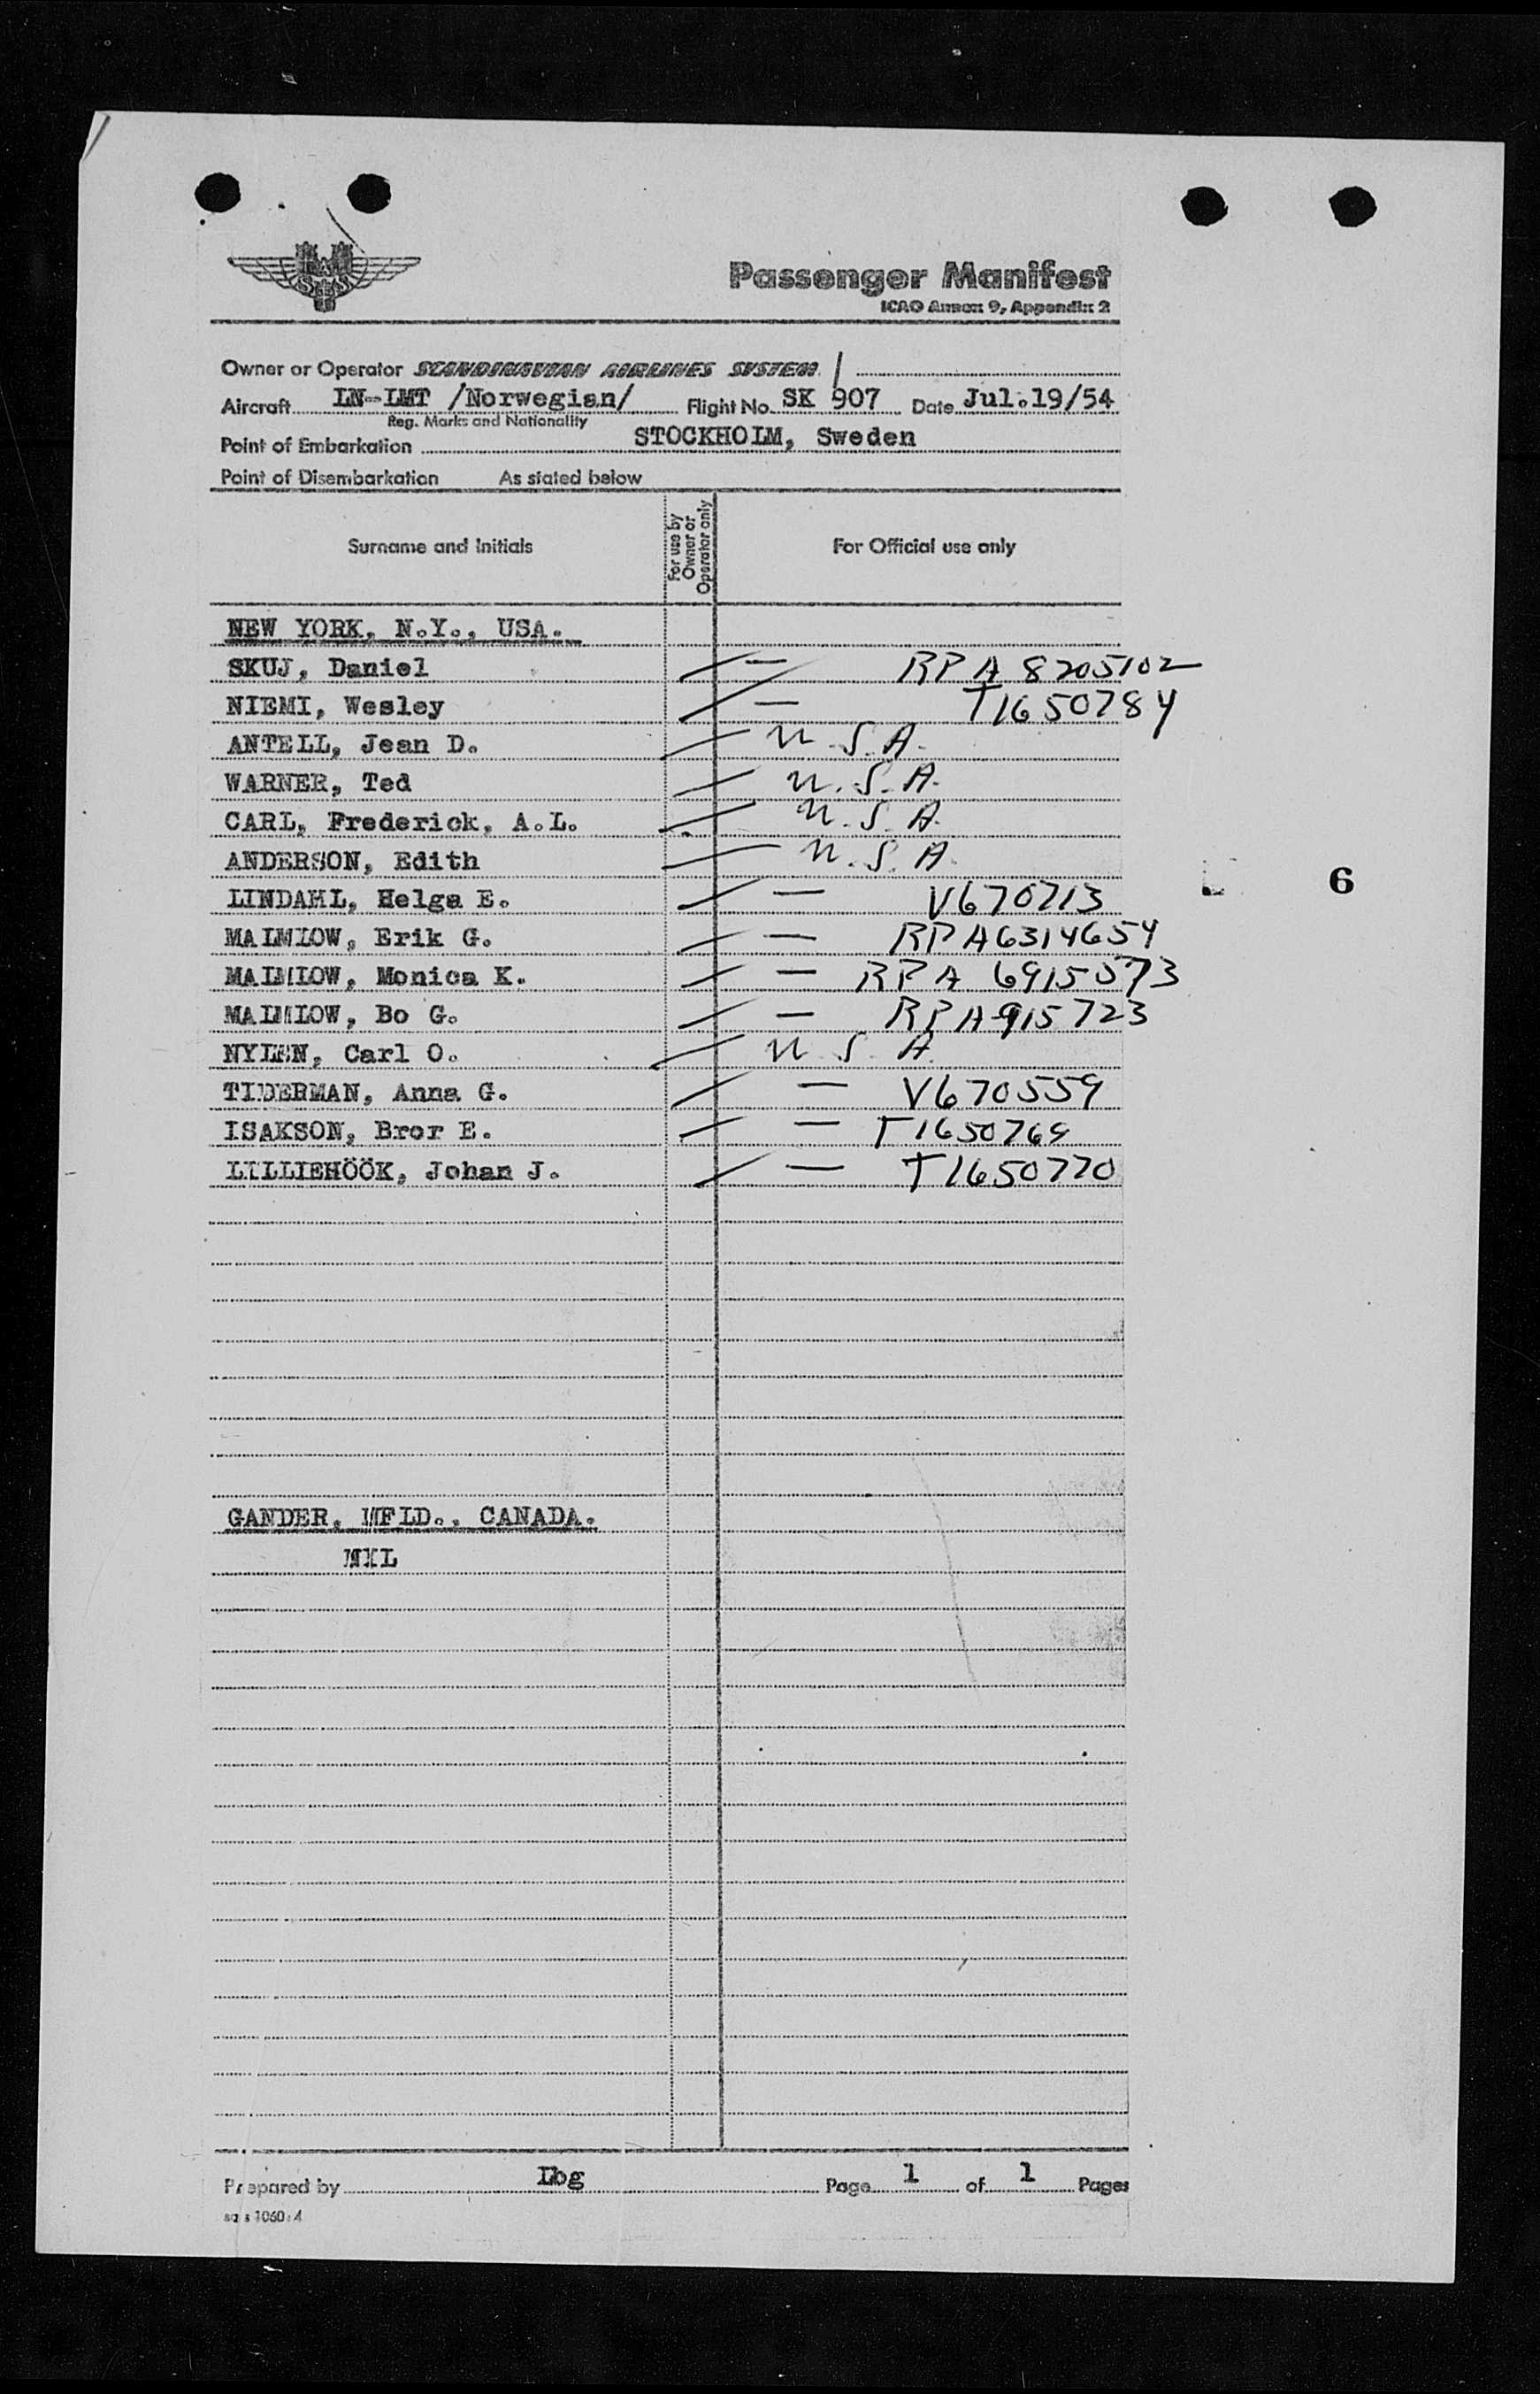 SAS
Passenger Manifest
ICAO Annex 9, Appendix 2
Owner or Operator SCANDINAVIAN AIRLINES SYSTEM
Aircraft LN-LMT /Norwegian/ Flight No. SK 907 Date Jul.19/54
Reg. Marks and Nationality
Point of Embarkation STOCKHOLM, Sweden
Point of Disembarkation As stated below
Surname and Initials For use by Owner or Operator only For Official use only
NEW YORK, N.Y., USA.
SKUJ, Daniel — RPA 8205102
NIEMI, Wesley — T1650784
ANTELL, Jean D. U.S.A.
WARNER, Ted U.S.A.
CARL, Frederick, A.L. U.S.A.
ANDERSON, Edith U.S.A.
6
LINDAHL, Helga E. — V670713
MALMLOW, Erik G. — RPA6314654
MALMLOW, Monica K. — RPA 6915573
MALMLOW, Bo G. — RPA 915723
NYLEN, Carl O. U.S.A.
TIDERMAN, Anna G. — V670559
ISAKSON, Bror E. — T1650769
LILLIEHÖÖK, Johan J. — T1650770
GANDER, NFLD., CANADA.
NIL
Prepared by Lbg Page 1 of 1 Pages